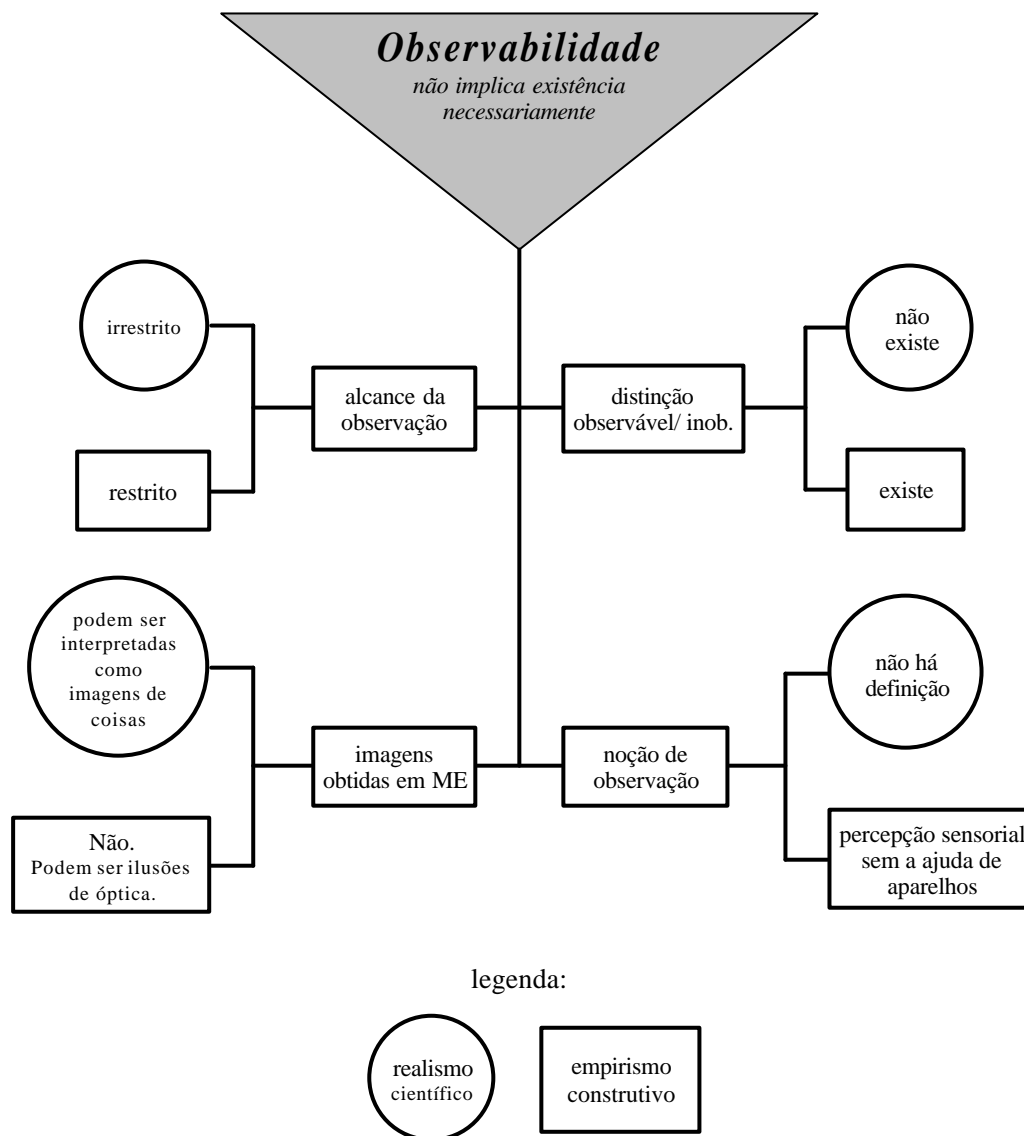 Observabilidade
não implica existência
necessariamente
irrestrito
restrito
alcance da
observação
distinção
observável/ inob.
não
existe
existe
podem ser
interpretadas
como
imagens de
coisas
Não.
Podem ser ilusões
de óptica.
imagens
obtidas em ME
noção de
observação
não há
definição
percepção sensorial
sem a ajuda de
aparelhos
legenda:
realismo
científico
empirismo
construtivo